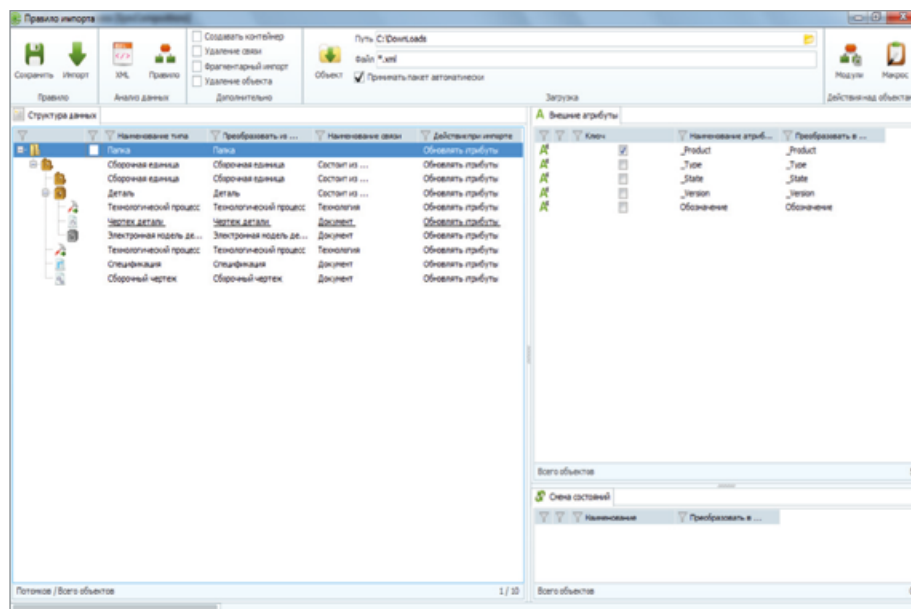 Правило импорта
Создавать контейнер
Удаление связи
Фрагментарный импорт
Удаление объекта
Путь C:\Downloads
Файл *.xml
Принимать пакет автоматически
Сохранить Импорт XML Правило Объект Модули Макрос
Правило Анализ данных Дополнительно Загрузка Действия над объектам
Структура данных
Наименование типа Преобразовать из ... Наименование связи Действие при импорте
Папка Папка Обновлять атрибуты
Сборочная единица Сборочная единица Состоит из ... Обновлять атрибуты
Сборочная единица Сборочная единица Состоит из ... Обновлять атрибуты
Деталь Деталь Состоит из ... Обновлять атрибуты
Технологический процесс Технологический процесс Технология Обновлять атрибуты
Чертеж детали Чертеж детали Документ Обновлять атрибуты
Электронная модель де... Электронная модель де... Документ Обновлять атрибуты
Технологический процесс Технологический процесс Технология Обновлять атрибуты
Спецификация Спецификация Документ Обновлять атрибуты
Сборочный чертеж Сборочный чертеж Документ Обновлять атрибуты
Потомков / Всего объектов 1 / 10
Внешние атрибуты
Ключ Наименование атриб... Преобразовать в ...
_Product _Product
_Type _Type
_State _State
_Version _Version
Обозначение Обозначение
Всего объектов
Схема состояний
Наименование Преобразовать в ...
Всего объектов